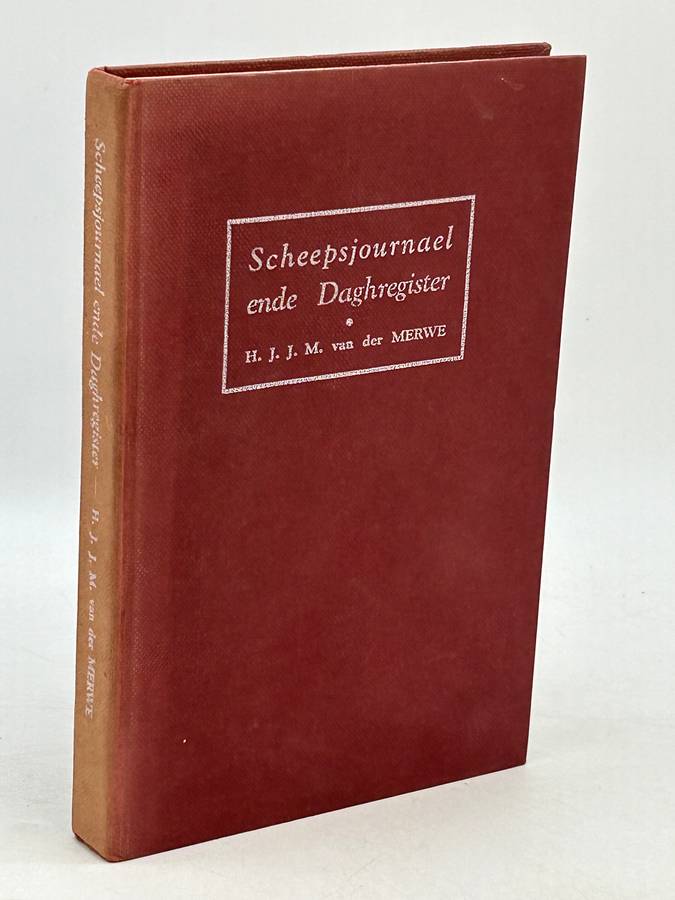 Scheepsjournael
ende Daghregister
H. J. J. M. van der MERWE
Scheepsjournael ende Daghregister — H. J. J. M. van der MERWE